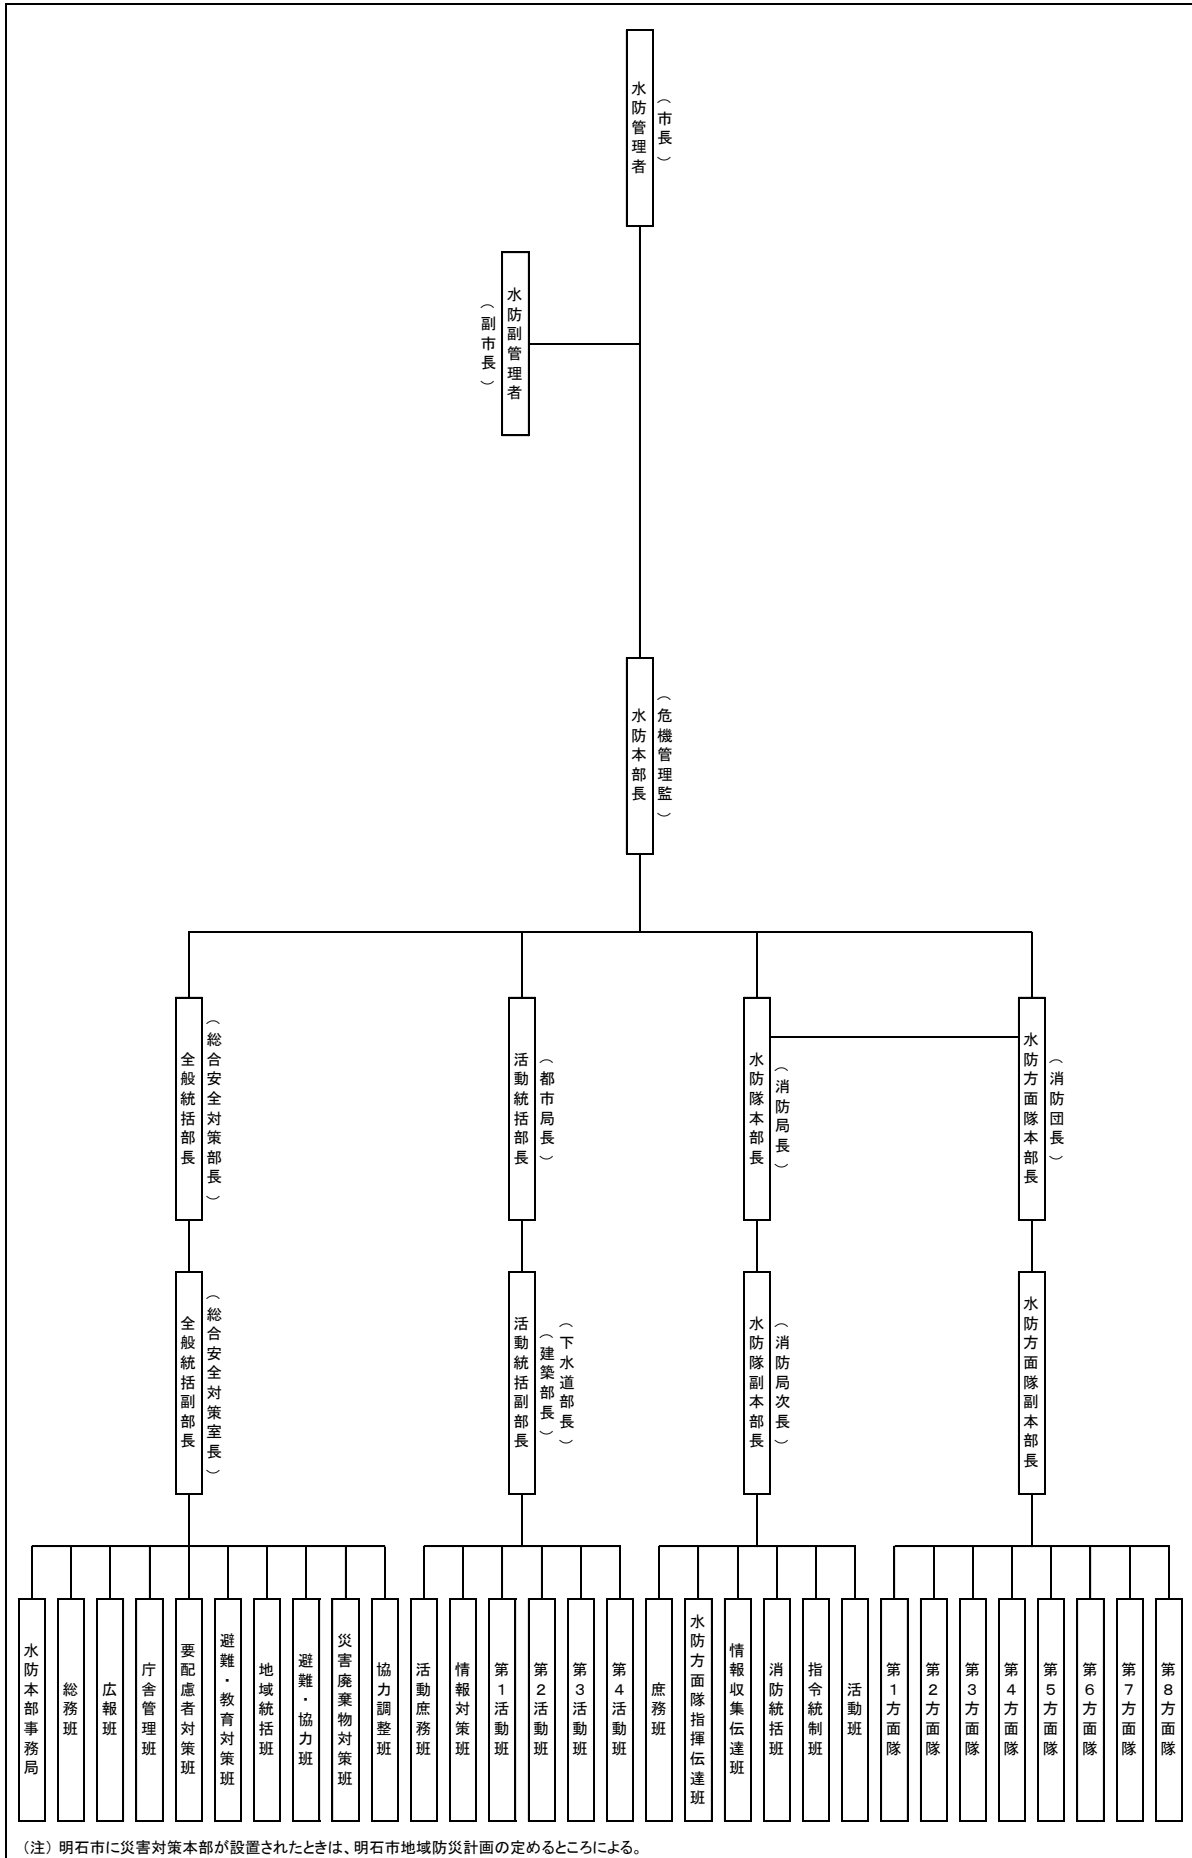 水防管理者
（市長）
水防副管理者
（副市長）
水防本部長
（危機管理監）
全般統括部長
（総合安全対策部長）
活動統括部長
（都市局長）
水防隊本部長
（消防局長）
水防方面隊本部長
（消防団長）
全般統括副部長
（総合安全対策室長）
活動統括副部長
（建築部長）
（下水道部長）
水防隊副本部長
（消防局次長）
水防方面隊副本部長
水防本部事務局
総務班
広報班
庁舎管理班
要配慮者対策班
避難・教育対策班
地域統括班
避難・協力班
災害廃棄物対策班
協力調整班
活動庶務班
情報対策班
第１活動班
第２活動班
第３活動班
第４活動班
庶務班
水防方面隊指揮伝達班
情報収集伝達班
消防統括班
指令統制班
活動班
第１方面隊
第２方面隊
第３方面隊
第４方面隊
第５方面隊
第６方面隊
第７方面隊
第８方面隊
（注）明石市に災害対策本部が設置されたときは、明石市地域防災計画の定めるところによる。